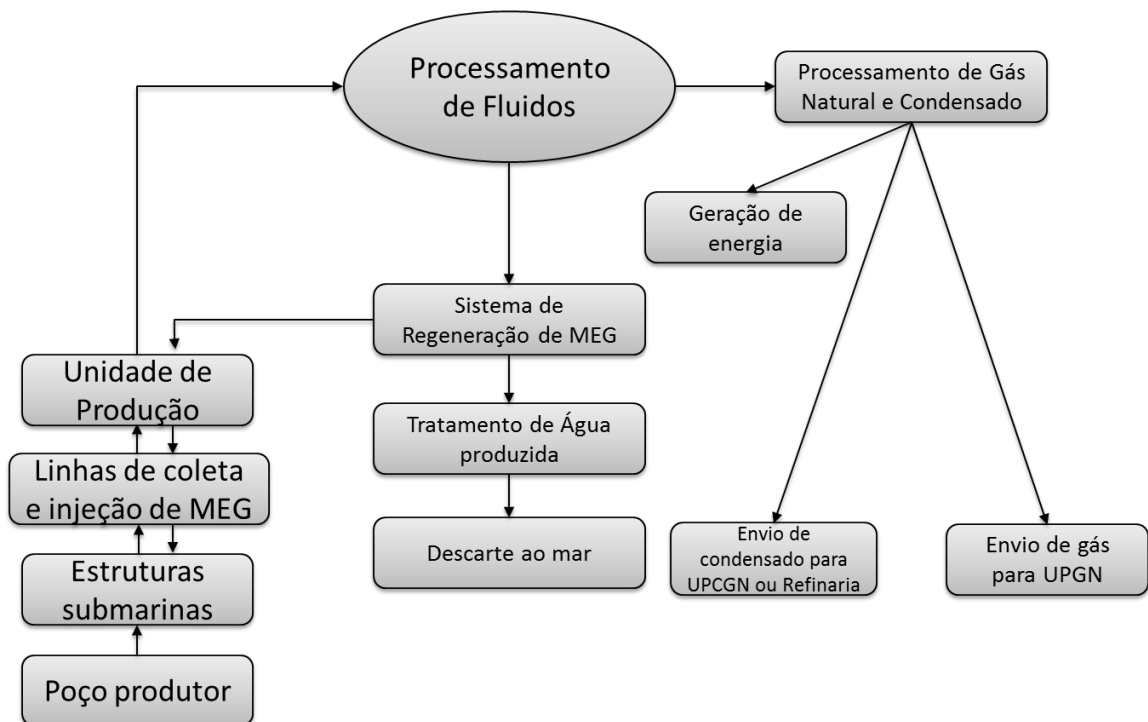 Processamento
de Fluidos
Processamento de Gás
Natural e Condensado
Geração de
energia
Sistema de
Regeneração de MEG
Unidade de
Produção
Tratamento de Água
produzida
Linhas de coleta
e injeção de MEG
Descarte ao mar
Envio de
condensado para
UPCGN ou Refinaria
Envio de gás
para UPGN
Estruturas
submarinas
Poço produtor